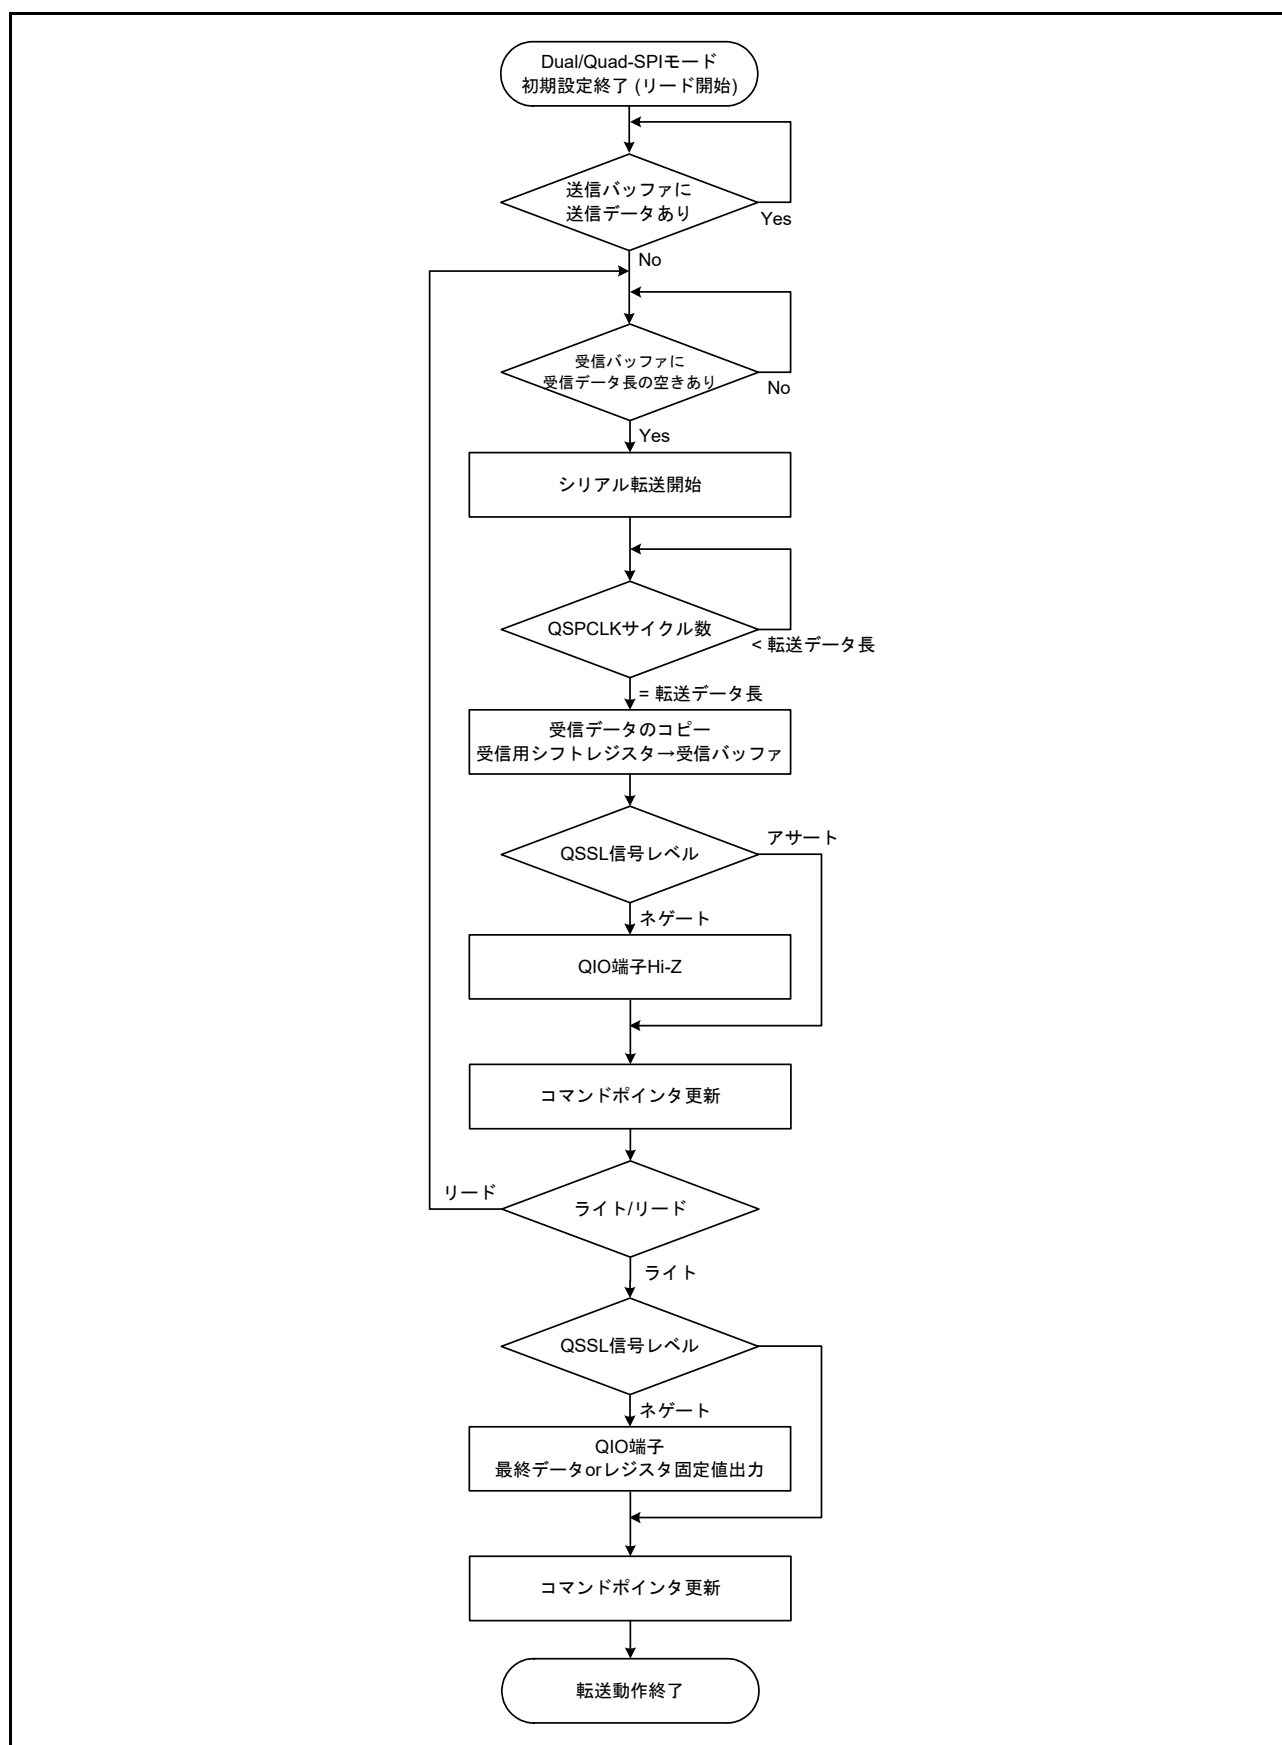 Dual/Quad-SPIモード
初期設定終了 (リード開始)
送信バッファに
送信データあり
Yes
No
受信バッファに
受信データ長の空きあり
No
Yes
シリアル転送開始
QSPCLKサイクル数
< 転送データ長
= 転送データ長
受信データのコピー
受信用シフトレジスタ→受信バッファ
アサート
QSSL信号レベル
ネゲート
QIO端子Hi-Z
コマンドポインタ更新
リード
ライト/リード
ライト
QSSL信号レベル
ネゲート
QIO端子
最終データorレジスタ固定値出力
コマンドポインタ更新
転送動作終了